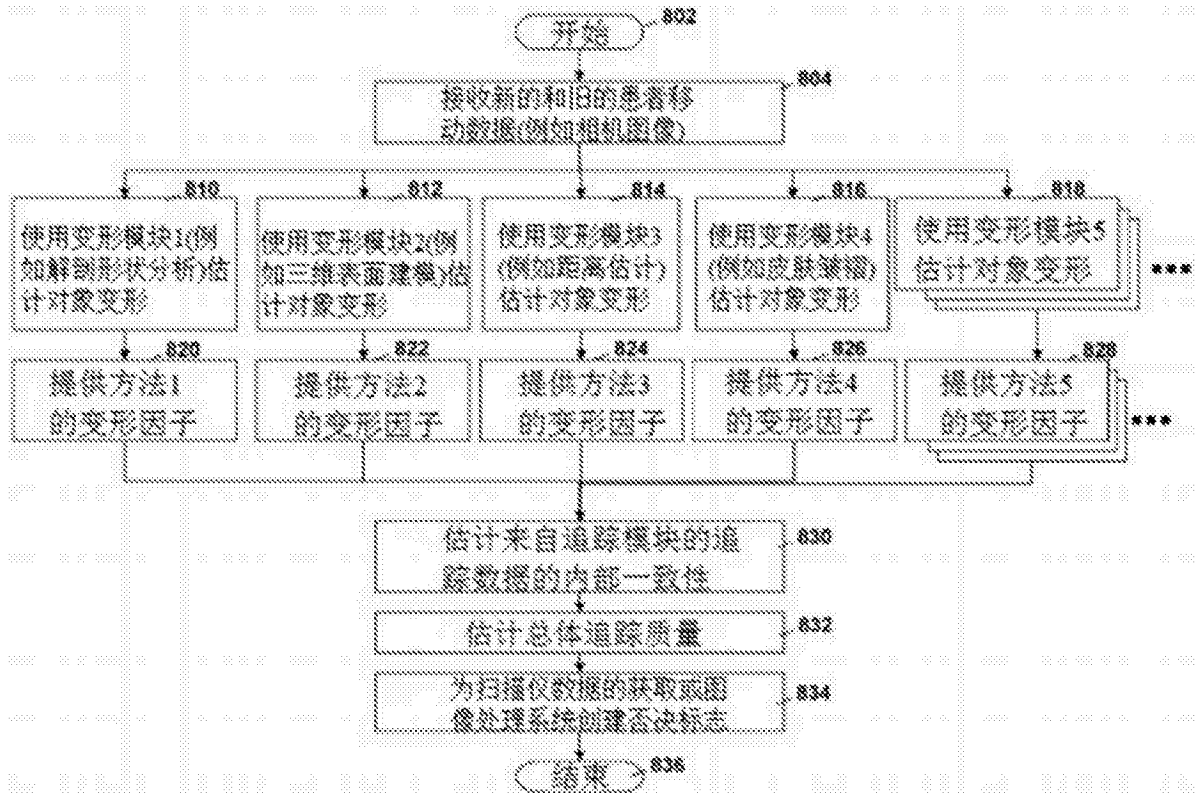 802
开始
804
接收新的和旧的患者移
动数据(例如相机图像)
810
812
814
816
818
使用变形模块1(例
如解剖形状分析)估
计对象变形
使用变形模块2(例
如三维表面建模)估
计对象变形
使用变形模块3
(例如距离估计)
估计对象变形
使用变形模块4
(例如皮肤皱褶)
估计对象变形
使用变形模块5
估计对象变形
•••
820
822
824
826
828
提供方法1
的变形因子
提供方法2
的变形因子
提供方法3
的变形因子
提供方法4
的变形因子
提供方法5
的变形因子
•••
估计来自追踪模块的追
踪数据的内部一致性
830
估计总体追踪质量
832
为扫描仪数据的获取或图
像处理系统创建否决标志
834
结束
836